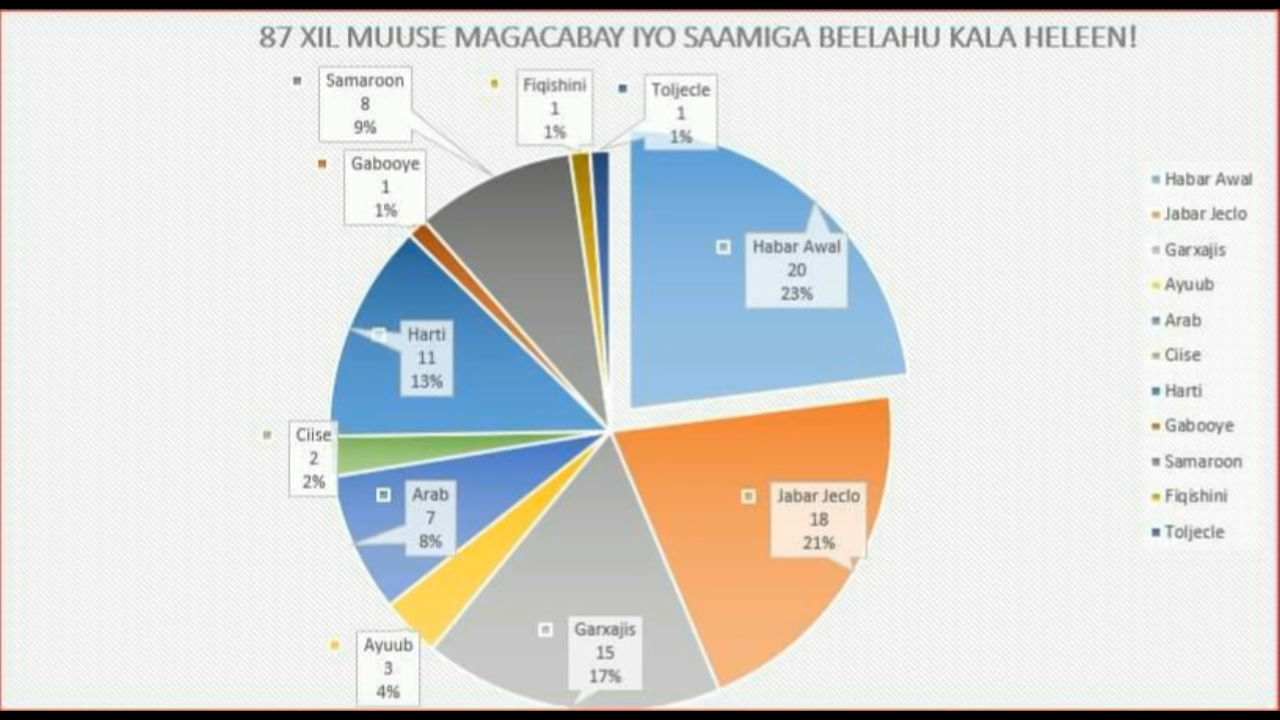 87 XIL MUUSE MAGACABAY IYO SAAMIGA BEELAHU KALA HELEEN!
Samaroon
8
9%
Fiqishini
1
1%
Toljecle
1
1%
Gabooye
1
1%
Habar Awal
20
23%
Harti
11
13%
Ciise
2
2%
Arab
7
8%
Jabar Jeclo
18
21%
Ayuub
3
4%
Garxajis
15
17%
Habar Awal
Jabar Jeclo
Garxajis
Ayuub
Arab
Ciise
Harti
Gabooye
Samaroon
Fiqishini
Toljecle